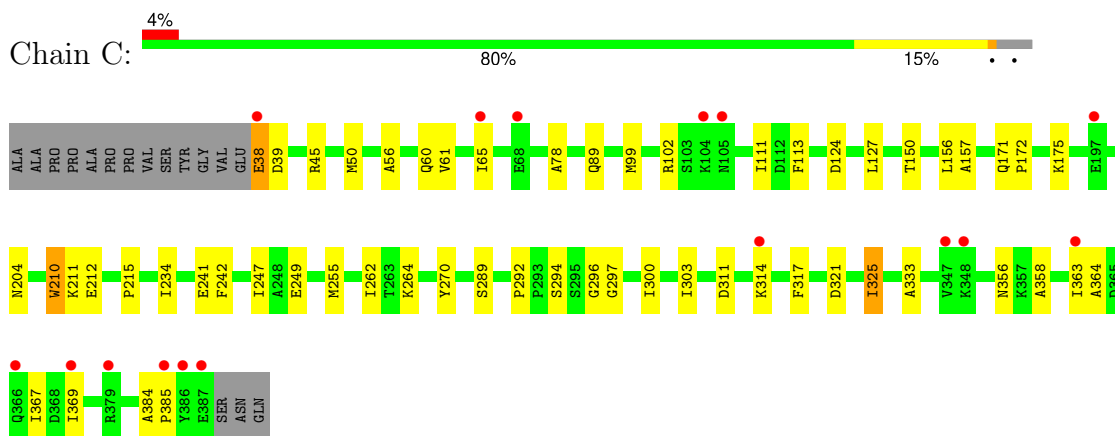 4%
Chain C:
80% 15% • •
ALA ALA PRO PRO ALA PRO PRO VAL SER TYR GLY VAL GLU E38 D39 R45 M50 A56 Q60 V61 I65 E68 A78 Q89 M99 R102 S103 K104 N105 I111 D112 F113 D124 L127 T150 L156 A157 Q171 P172 K175 E197
N204 W210 K211 E212 P215 I234 E241 F242 I247 A248 E249 M255 I262 T263 K264 Y270 S289 P292 P293 S294 S295 G296 G297 I300 I303 D311 K314 F317 D321 I325 A333 V347 K348 N356 K357 A358 I363 A364 D365
Q366 I367 D368 I369 R379 A384 P385 Y386 E387 SER ASN GLN